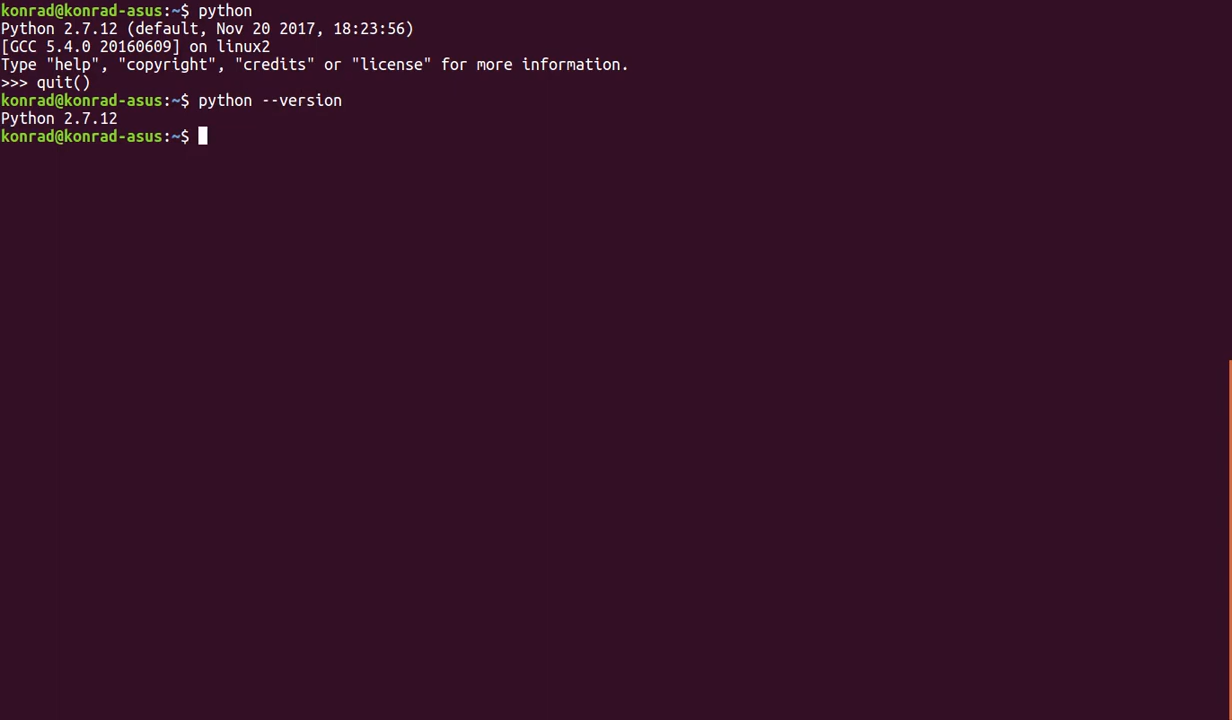 konrad@konrad-asus:~$ python
Python 2.7.12 (default, Nov 20 2017, 18:23:56)
[GCC 5.4.0 20160609] on linux2
Type "help", "copyright", "credits" or "license" for more information.
>>> quit()
konrad@konrad-asus:~$ python --version
Python 2.7.12
konrad@konrad-asus:~$